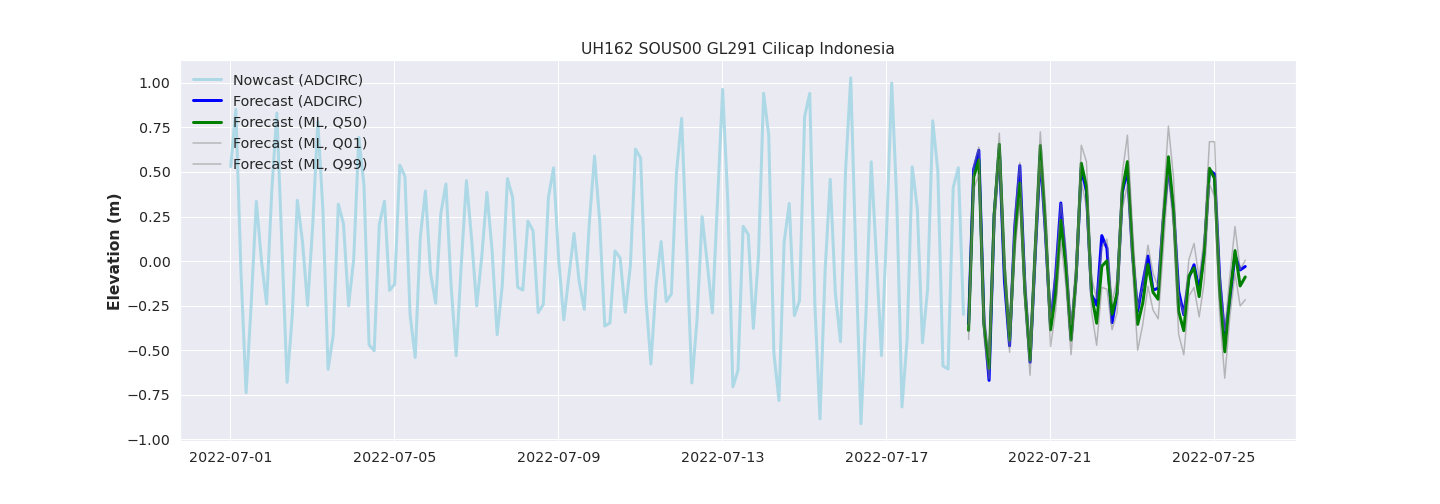 UH162 SOUS00 GL291 Cilicap Indonesia
Nowcast (ADCIRC)
Forecast (ADCIRC)
Forecast (ML, Q50)
Forecast (ML, Q01)
Forecast (ML, Q99)
Elevation (m)
1.00
0.75
0.50
0.25
0.00
−0.25
−0.50
−0.75
−1.00
2022-07-01 2022-07-05 2022-07-09 2022-07-13 2022-07-17 2022-07-21 2022-07-25